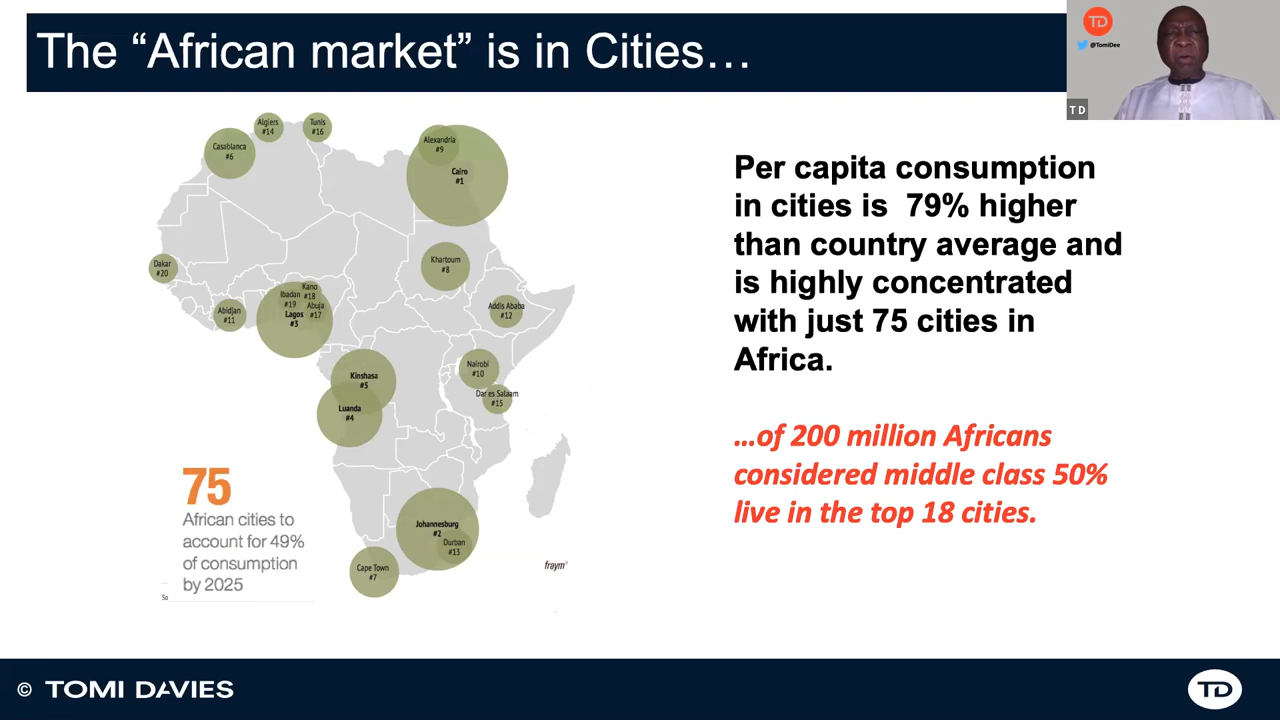 The “African market” is in Cities…
TD
@TomiDee
T D
Algiers
#14
Tunis
#16
Casablanca
#6
Alexandria
#9
Cairo
#1
Dakar
#20
Khartoum
#8
Kano
#18
Ibadan
#19
Abuja
#17
Lagos
#3
Abidjan
#11
Addis Ababa
#12
Kinshasa
#5
Nairobi
#10
Dar es Salaam
#15
Luanda
#4
Johannesburg
#2
Durban
#13
Cape Town
#7
75
African cities to
account for 49%
of consumption
by 2025
So
fraym
Per capita consumption
in cities is 79% higher
than country average and
is highly concentrated
with just 75 cities in
Africa.
…of 200 million Africans
considered middle class 50%
live in the top 18 cities.
© TOMI DAVIES
TD